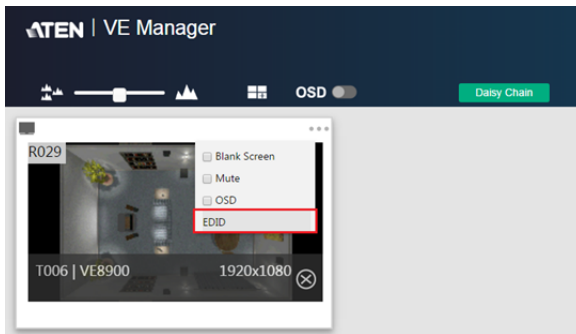 ATEN | VE Manager
OSD
Daisy Chain
R029
Blank Screen
Mute
OSD
EDID
T006 | VE8900 1920x1080